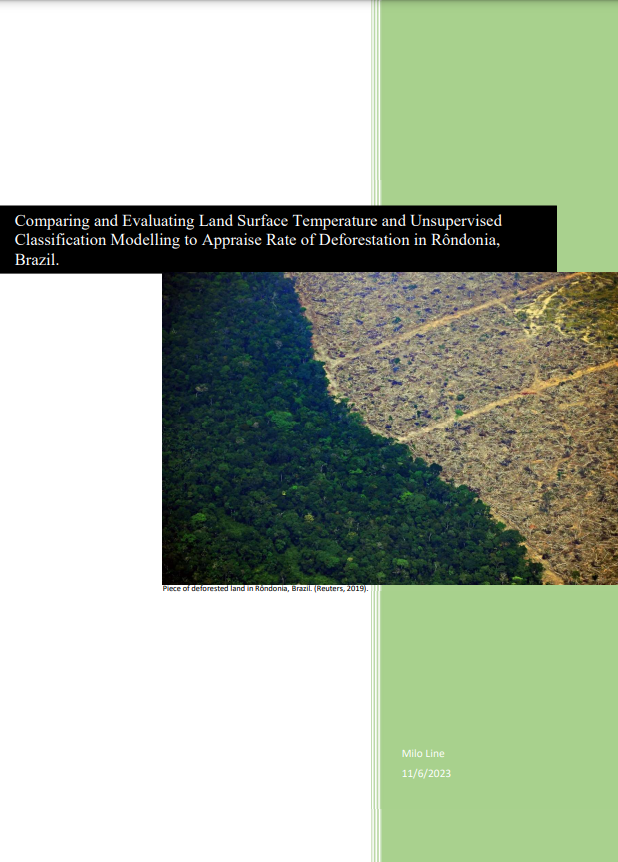 Comparing and Evaluating Land Surface Temperature and Unsupervised
Classification Modelling to Appraise Rate of Deforestation in Rôndonia,
Brazil.
Piece of deforested land in Rôndonia, Brazil. (Reuters, 2019).
Milo Line
11/6/2023